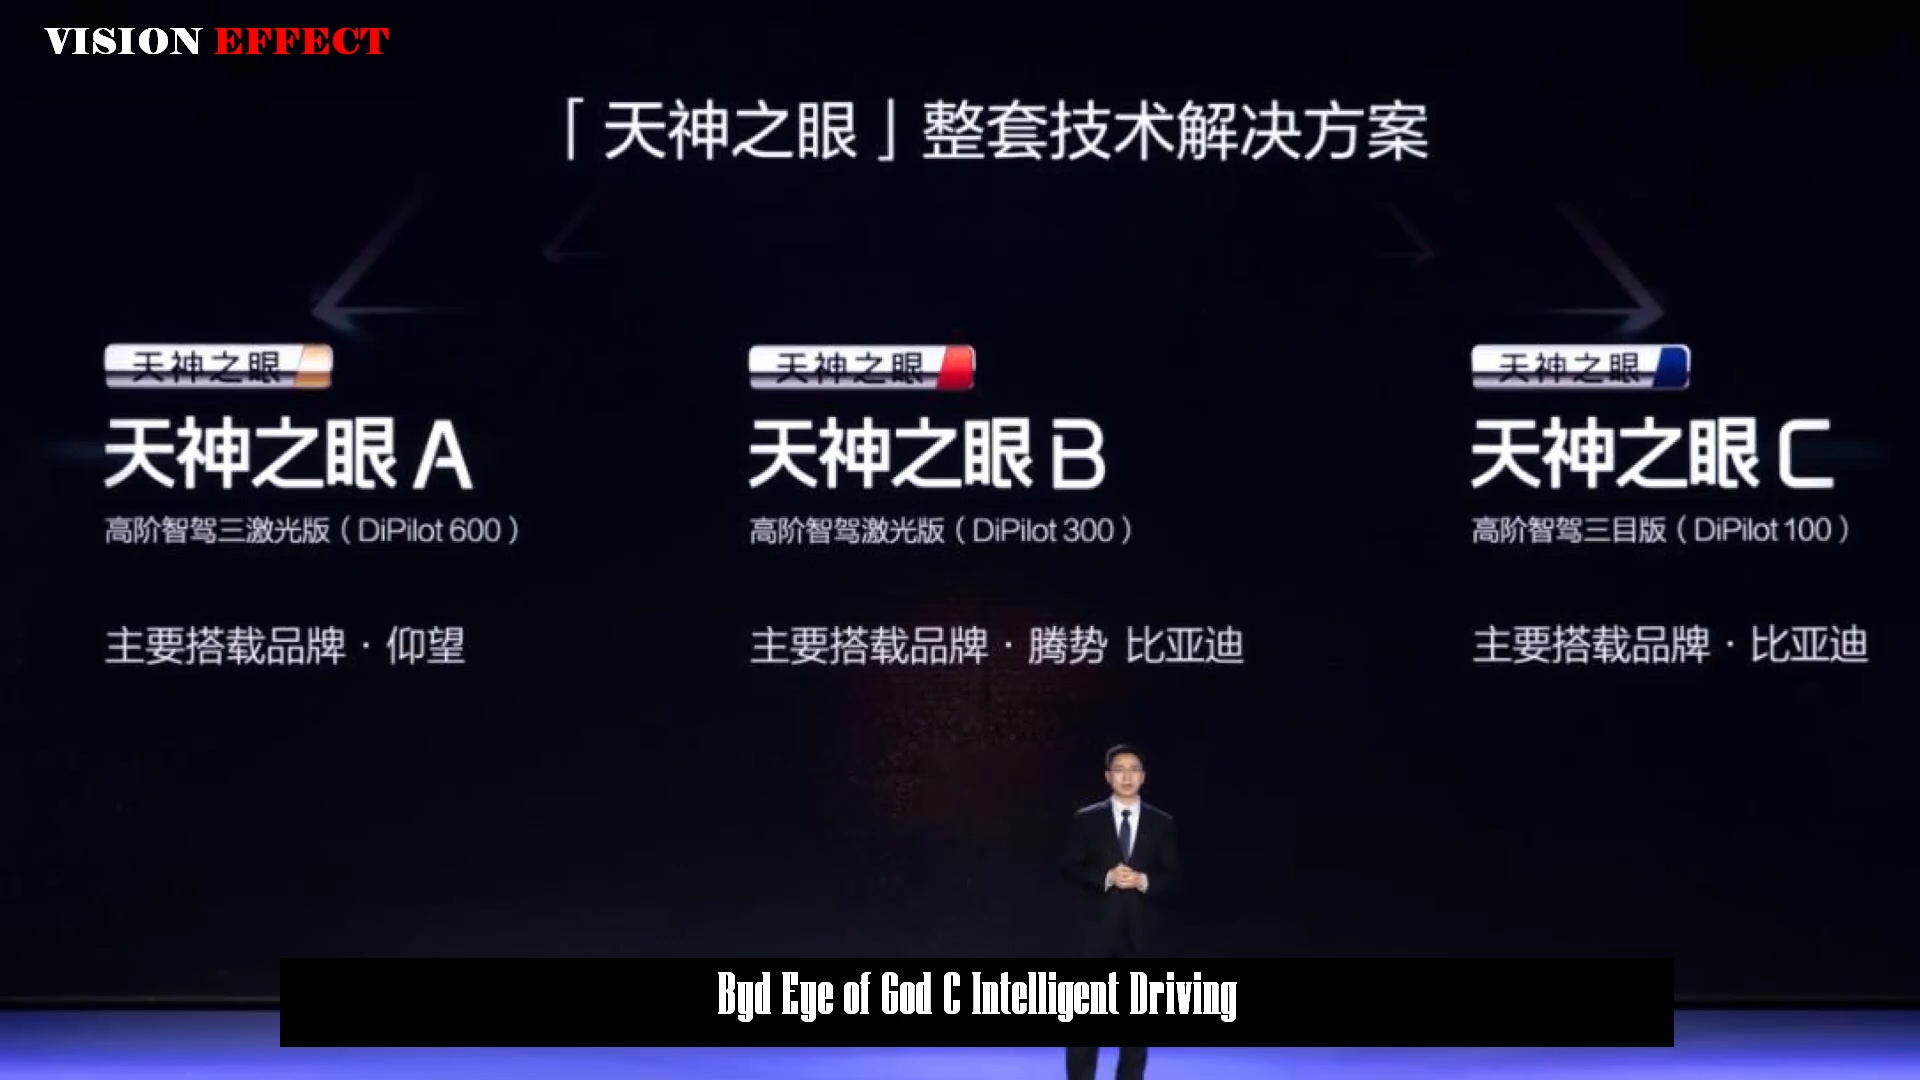 VISION EFFECT
「天神之眼」整套技术解决方案
天神之眼
天神之眼 A
高阶智驾三激光版（DiPilot 600）
主要搭载品牌·仰望
天神之眼
天神之眼 B
高阶智驾激光版（DiPilot 300）
主要搭载品牌·腾势 比亚迪
天神之眼
天神之眼 C
高阶智驾三目版（DiPilot 100）
主要搭载品牌·比亚迪
Byd Eye of God C Intelligent Driving